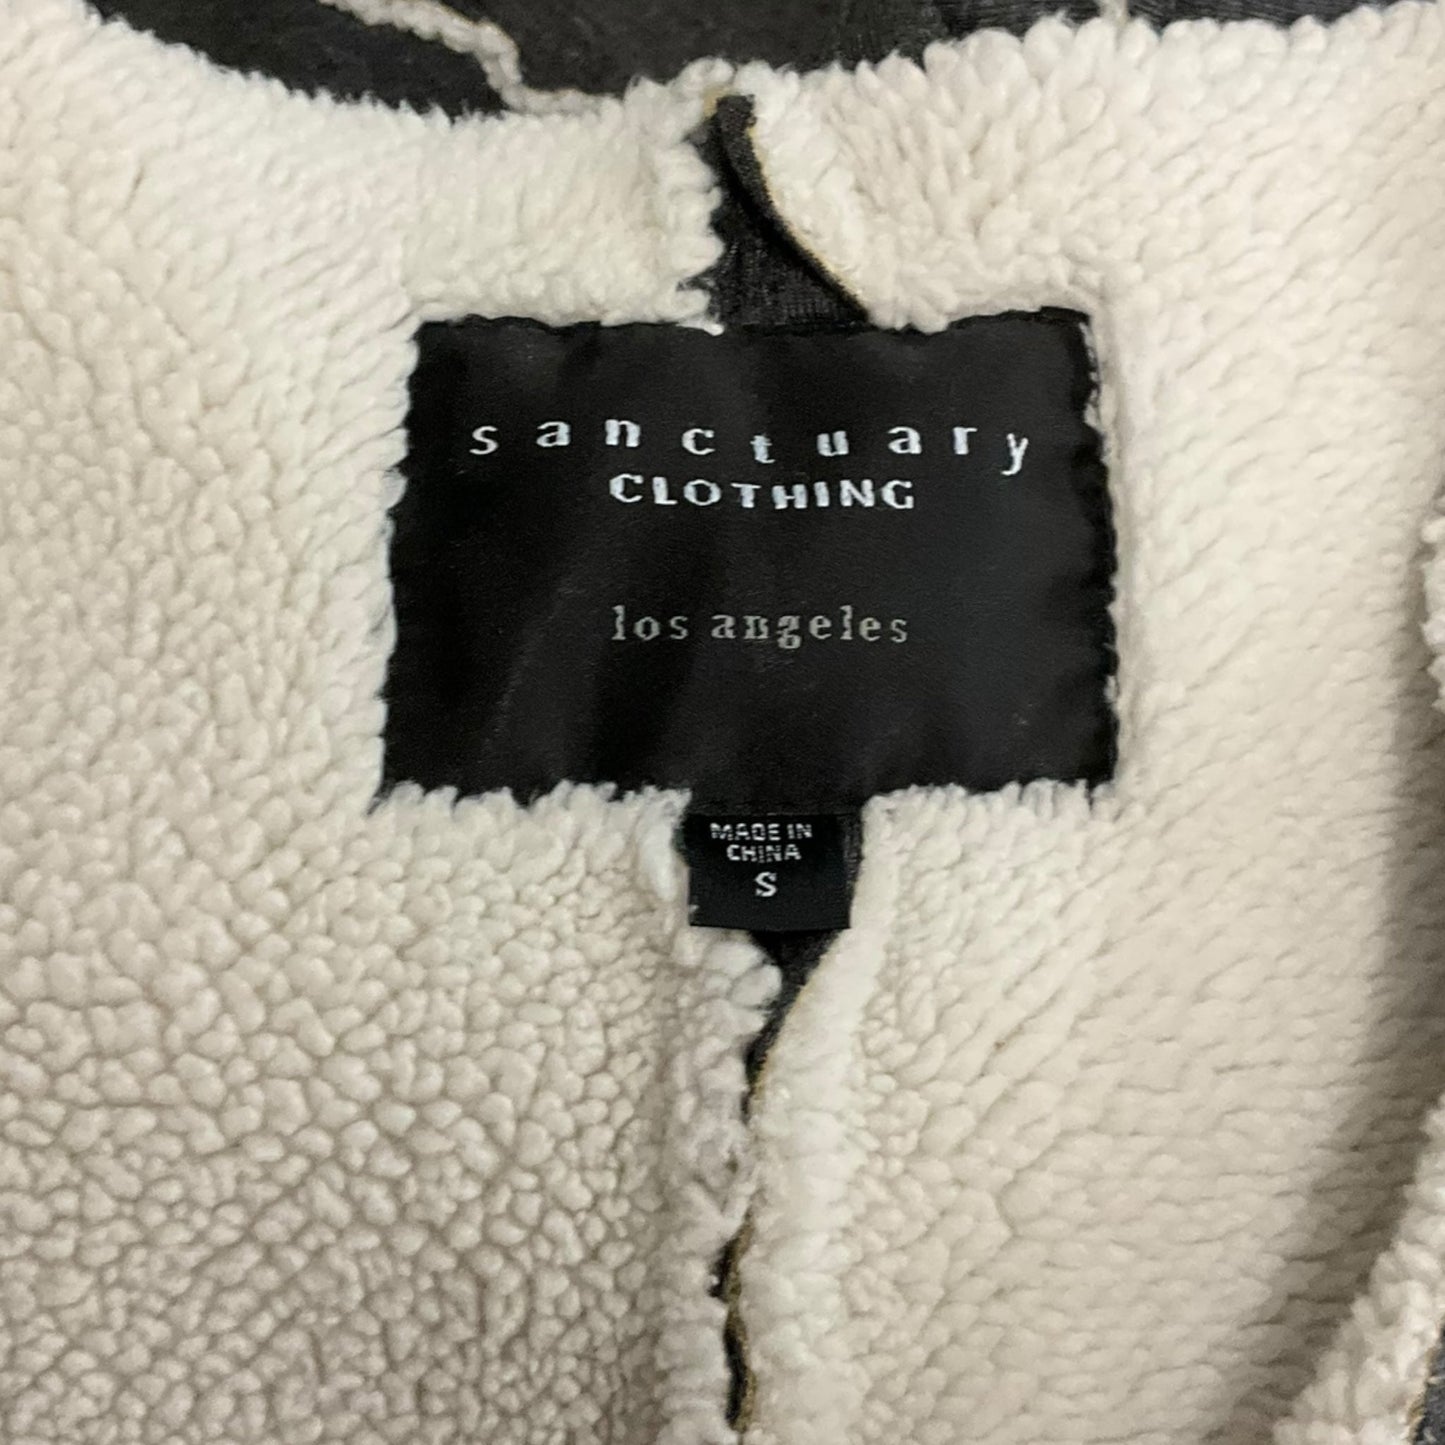 sanctuary
CLOTHING
los angeles
MADE IN
CHINA
S